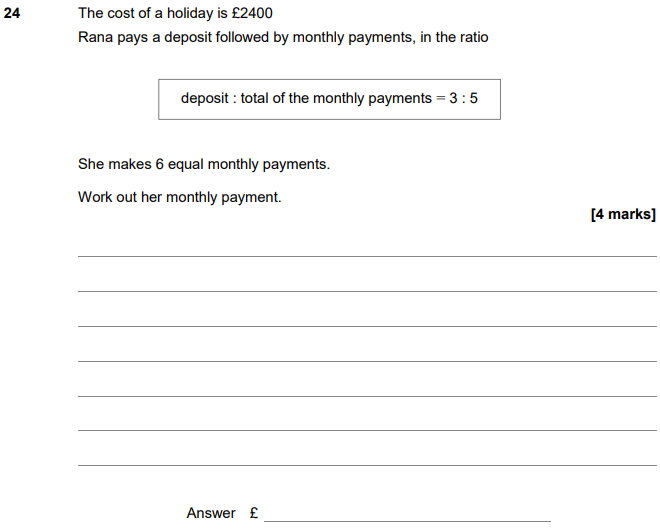 24 The cost of a holiday is £2400
Rana pays a deposit followed by monthly payments, in the ratio
deposit : total of the monthly payments = 3 : 5
She makes 6 equal monthly payments.
Work out her monthly payment.
[4 marks]
Answer £